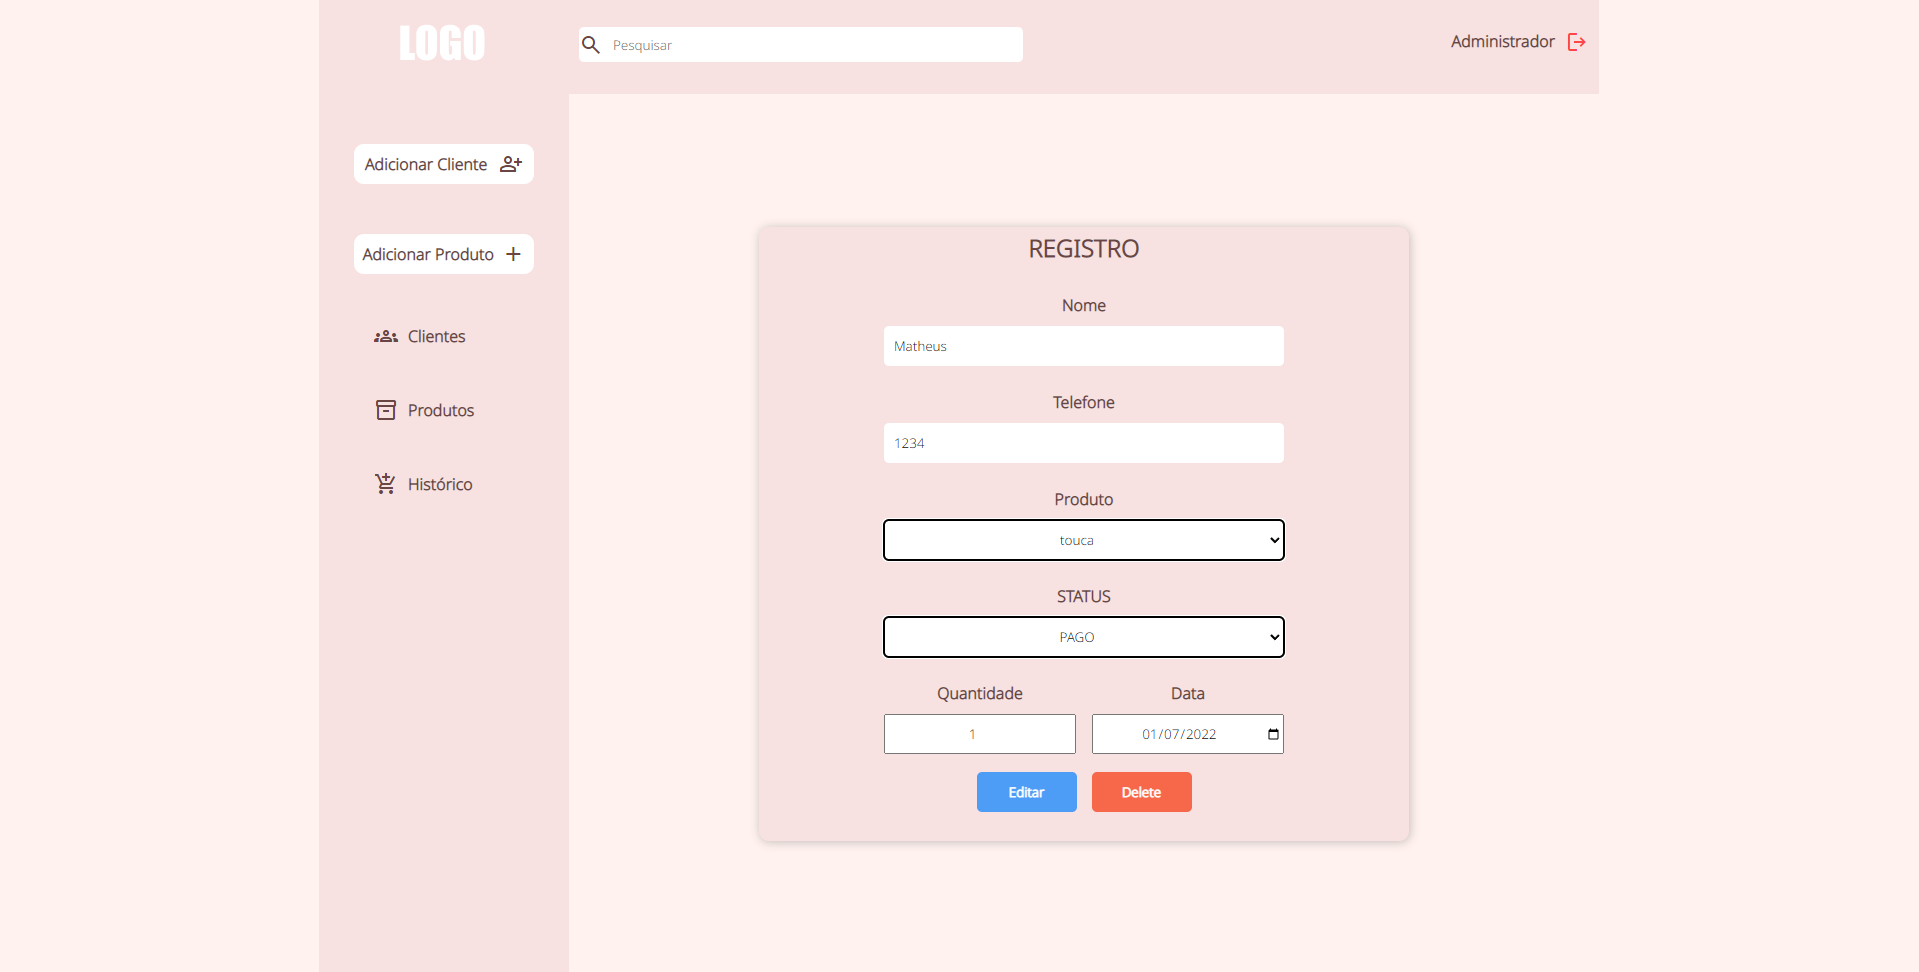 LOGO
Pesquisar
Administrador
Adicionar Cliente
Adicionar Produto
Clientes
Produtos
Histórico
REGISTRO
Nome
Matheus
Telefone
1234
Produto
touca
STATUS
PAGO
Quantidade
Data
1
01/07/2022
Editar
Delete